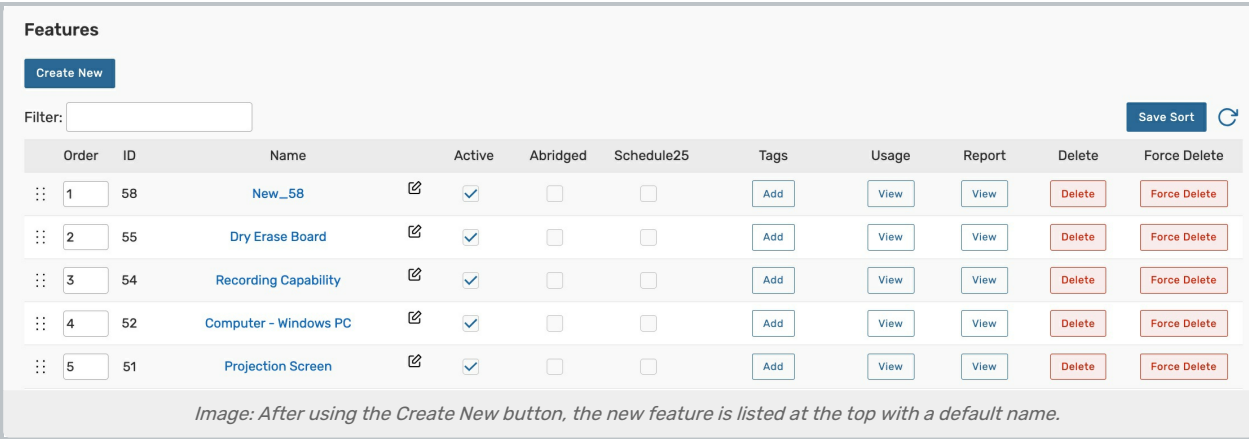 Features
Create New
Filter:
Save Sort
Order ID Name Active Abridged Schedule25 Tags Usage Report Delete Force Delete
1 58 New_58 Add View View Delete Force Delete
2 55 Dry Erase Board Add View View Delete Force Delete
3 54 Recording Capability Add View View Delete Force Delete
4 52 Computer - Windows PC Add View View Delete Force Delete
5 51 Projection Screen Add View View Delete Force Delete
Image: After using the Create New button, the new feature is listed at the top with a default name.